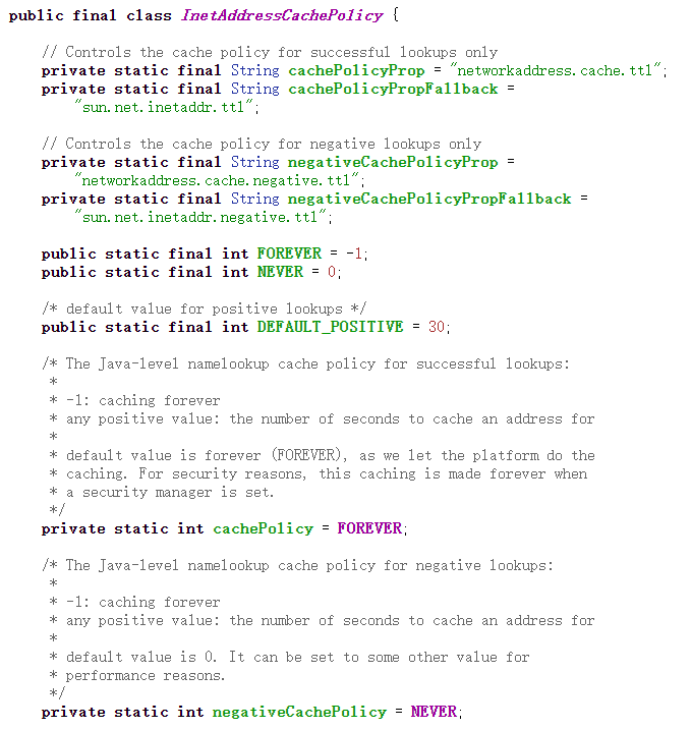 public final class InetAddressCachePolicy {
// Controls the cache policy for successful lookups only
private static final String cachePolicyProp = "networkaddress.cache.ttl";
private static final String cachePolicyPropFallback =
"sun.net.inetaddr.ttl";
// Controls the cache policy for negative lookups only
private static final String negativeCachePolicyProp =
"networkaddress.cache.negative.ttl";
private static final String negativeCachePolicyPropFallback =
"sun.net.inetaddr.negative.ttl";
public static final int FOREVER = -1;
public static final int NEVER = 0;
/* default value for positive lookups */
public static final int DEFAULT_POSITIVE = 30;
/* The Java-level namelookup cache policy for successful lookups:
*
* -1: caching forever
* any positive value: the number of seconds to cache an address for
*
* default value is forever (FOREVER), as we let the platform do the
* caching. For security reasons, this caching is made forever when
* a security manager is set.
*/
private static int cachePolicy = FOREVER;
/* The Java-level namelookup cache policy for negative lookups:
*
* -1: caching forever
* any positive value: the number of seconds to cache an address for
*
* default value is 0. It can be set to some other value for
* performance reasons.
*/
private static int negativeCachePolicy = NEVER;